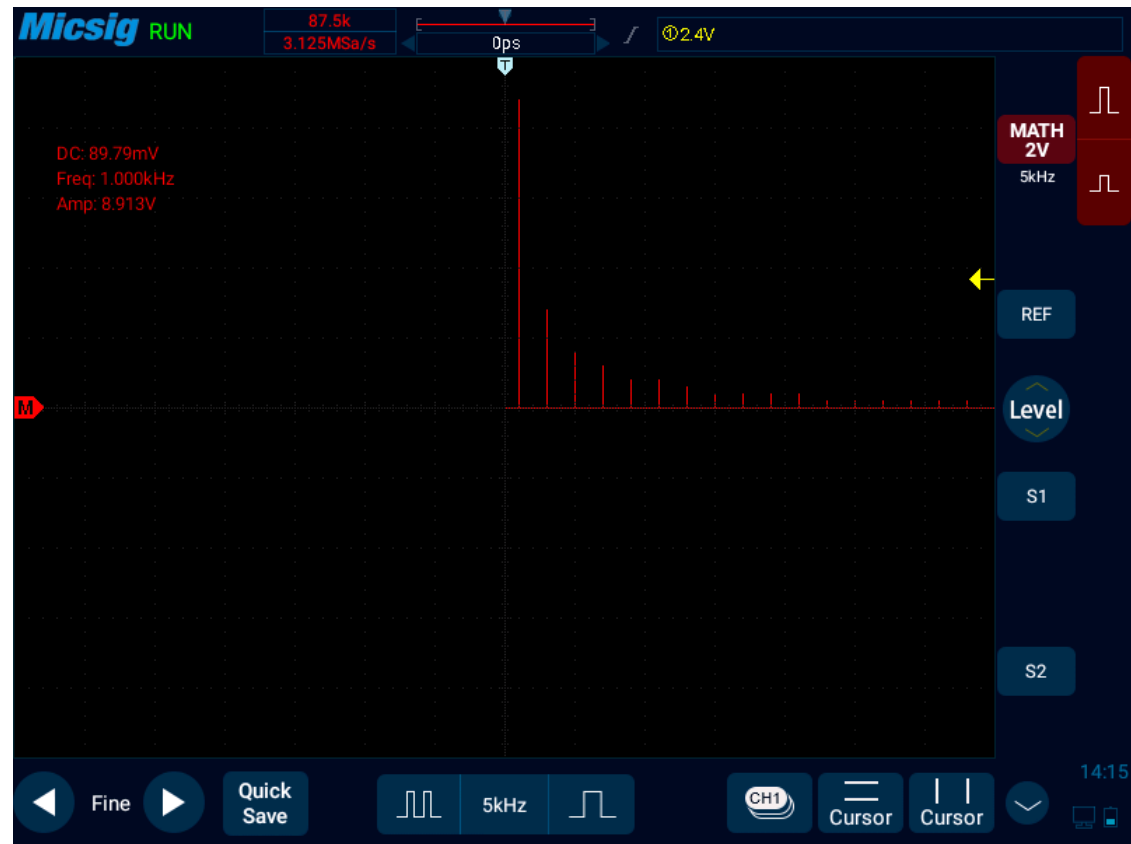 Micsig RUN
87.5k
3.125MSa/s
0ps
①2.4V
T
DC: 89.79mV
Freq: 1.000kHz
Amp: 8.913V
MATH
2V
5kHz
REF
M
Level
S1
S2
14:15
Fine
Quick
Save
5kHz
CH1
Cursor
Cursor